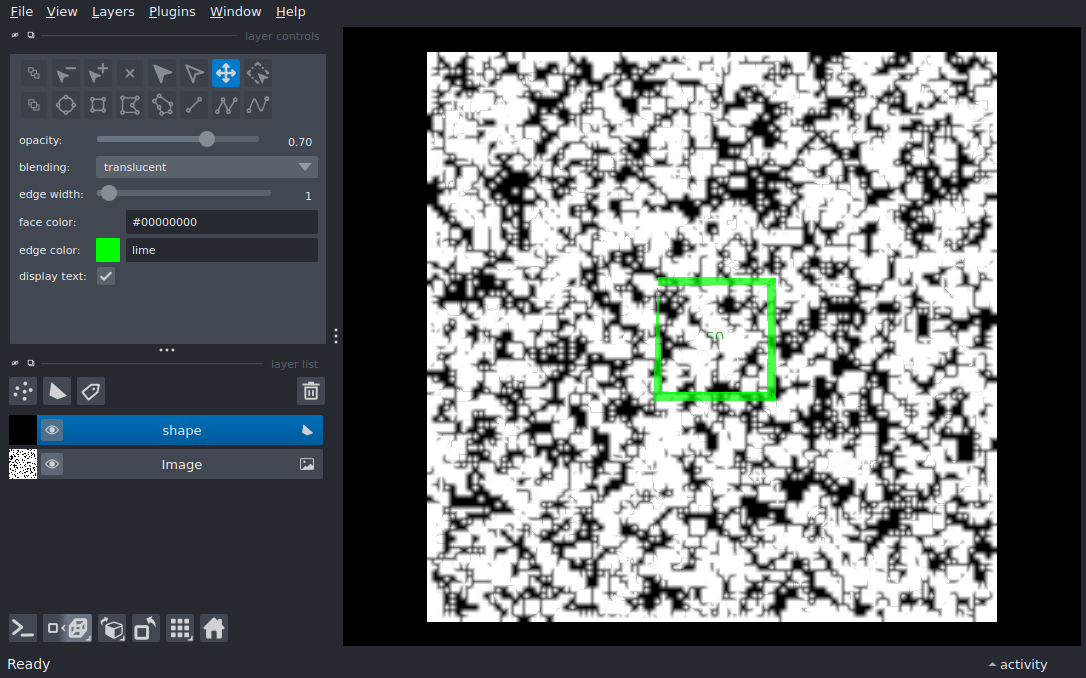 File View Layers Plugins Window Help
layer controls
opacity: 0.70
blending: translucent
edge width: 1
face color: #00000000
edge color: lime
display text:
layer list
shape
Image
50
Ready
activity